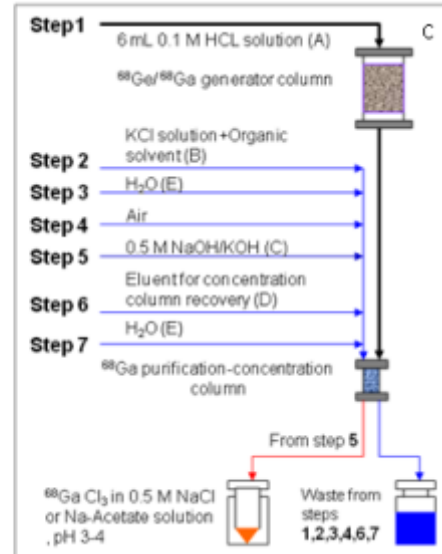 C
Step1
6mL 0.1 M HCL solution (A)
⁶⁸Ge/⁶⁸Ga generator column
KCl solution+Organic
solvent (B)
Step 2
Step 3
H₂O (E)
Step 4
Air
Step 5
0.5 M NaOH/KOH (C)
Eluent for concentration
column recovery (D)
Step 6
H₂O (E)
Step 7
⁶⁸Ga purification-concentration
column
From step 5
⁶⁸Ga Cl₃ in 0.5 M NaCl
or Na-Acetate solution
, pH 3-4
Waste from
steps
1,2,3,4,6,7